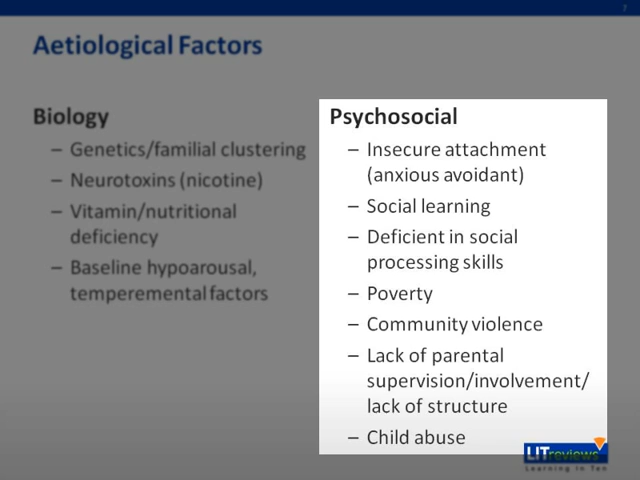 7
Aetiological Factors
Biology
– Genetics/familial clustering
– Neurotoxins (nicotine)
– Vitamin/nutritional
deficiency
– Baseline hypoarousal,
temperemental factors
Psychosocial
– Insecure attachment
(anxious avoidant)
– Social learning
– Deficient in social
processing skills
– Poverty
– Community violence
– Lack of parental
supervision/involvement/
lack of structure
– Child abuse
LITreviews
Learning In Ten